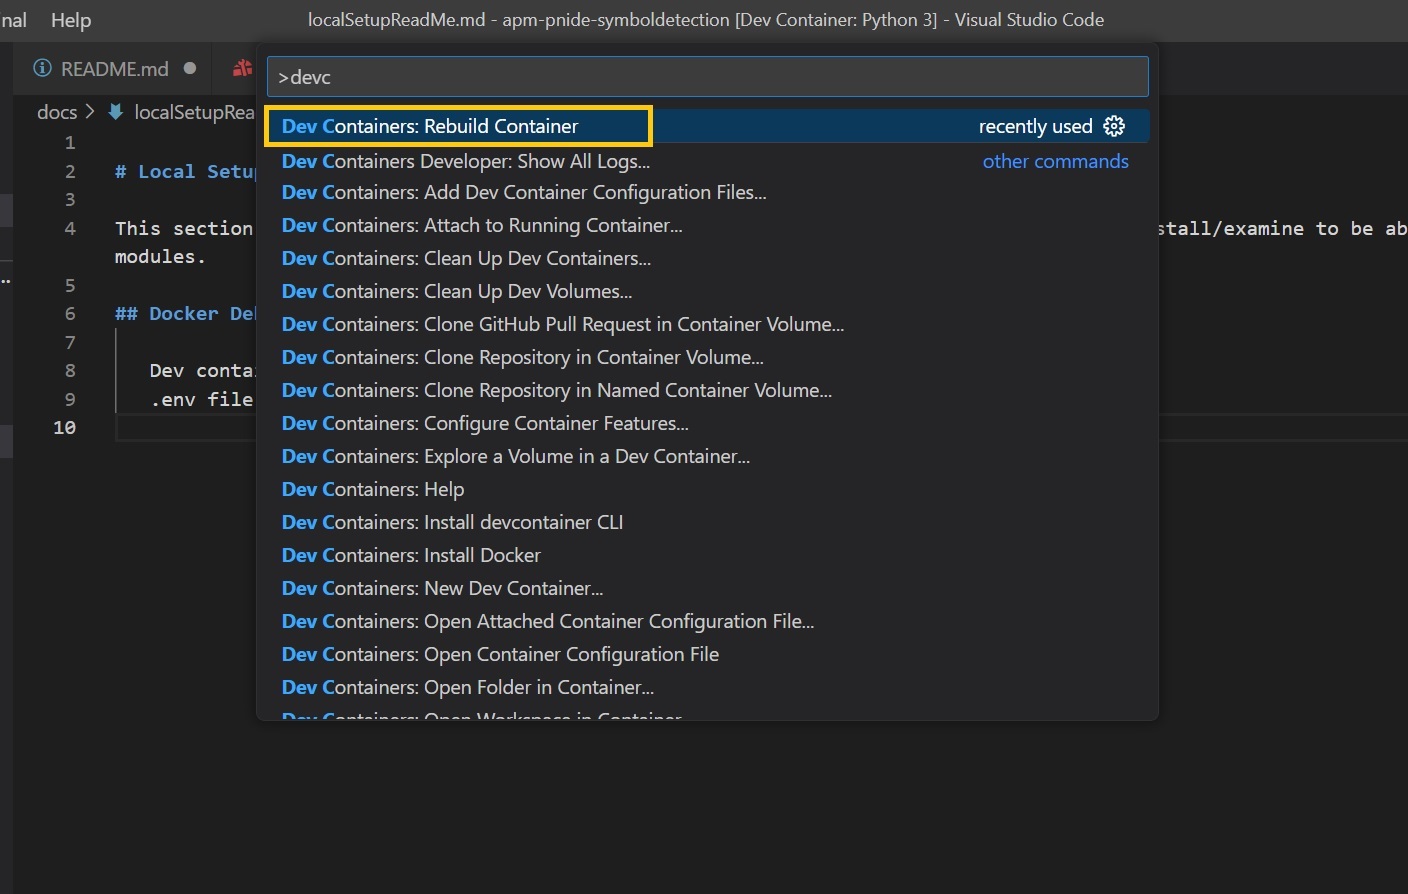 nal Help localSetupReadMe.md - apm-pnide-symboldetection [Dev Container: Python 3] - Visual Studio Code
README.md
>devc
docs > localSetupRea
Dev Containers: Rebuild Container recently used
Dev Containers Developer: Show All Logs... other commands
Dev Containers: Add Dev Container Configuration Files...
Dev Containers: Attach to Running Container...
Dev Containers: Clean Up Dev Containers...
Dev Containers: Clean Up Dev Volumes...
Dev Containers: Clone GitHub Pull Request in Container Volume...
Dev Containers: Clone Repository in Container Volume...
Dev Containers: Clone Repository in Named Container Volume...
Dev Containers: Configure Container Features...
Dev Containers: Explore a Volume in a Dev Container...
Dev Containers: Help
Dev Containers: Install devcontainer CLI
Dev Containers: Install Docker
Dev Containers: New Dev Container...
Dev Containers: Open Attached Container Configuration File...
Dev Containers: Open Container Configuration File
Dev Containers: Open Folder in Container...
Dev Containers: Open Workspace in Container
1
2 # Local Setup
3
4 This section stall/examine to be ab
modules.
5
6 ## Docker De
7
8 Dev contai
9 .env file
10